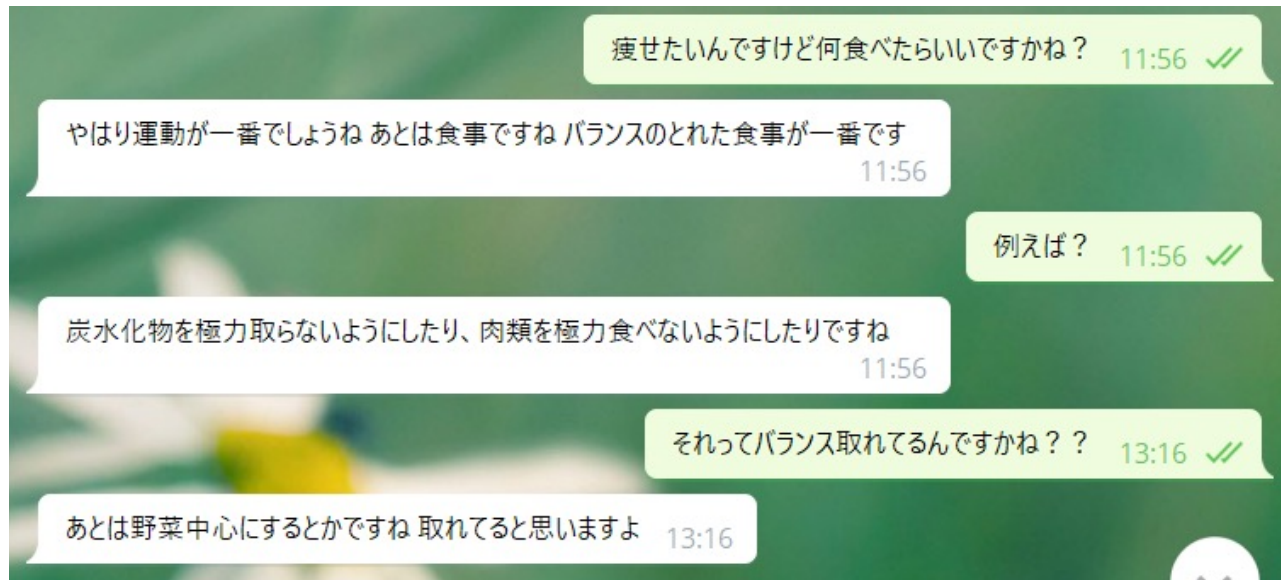 痩せたいんですけど何食べたらいいですかね？ 11:56
やはり運動が一番でしょうね あとは食事ですね バランスのとれた食事が一番です
11:56
例えば？ 11:56
炭水化物を極力取らないようにしたり、肉類を極力食べないようにしたりですね
11:56
それってバランス取れてるんですかね？？ 13:16
あとは野菜中心にするとかですね 取れてると思いますよ 13:16